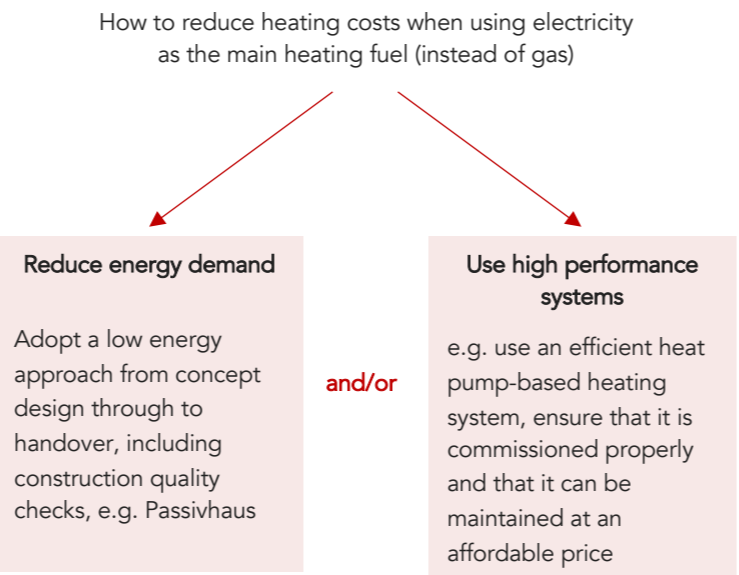 How to reduce heating costs when using electricity
as the main heating fuel (instead of gas)
Reduce energy demand
Adopt a low energy
approach from concept
design through to
handover, including
construction quality
checks, e.g. Passivhaus
and/or
Use high performance
systems
e.g. use an efficient heat
pump-based heating
system, ensure that it is
commissioned properly
and that it can be
maintained at an
affordable price